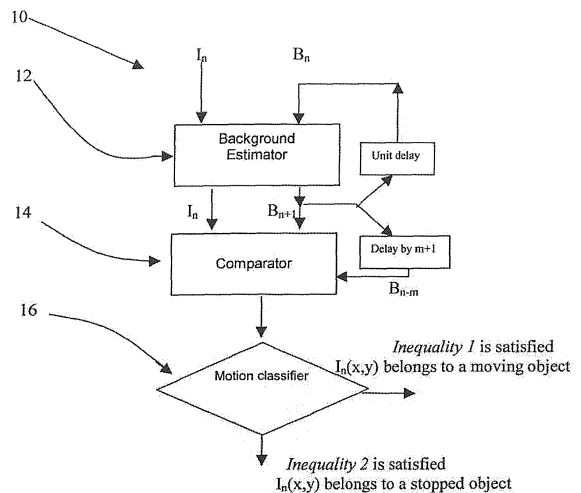 10
Iₙ
Bₙ
12
Background
Estimator
Unit delay
Iₙ
Bₙ₊₁
14
Comparator
Delay by m+1
Bₙ₋ₘ
16
Motion classifier
Inequality 1 is satisfied
Iₙ(x,y) belongs to a moving object
Inequality 2 is satisfied
Iₙ(x,y) belongs to a stopped object